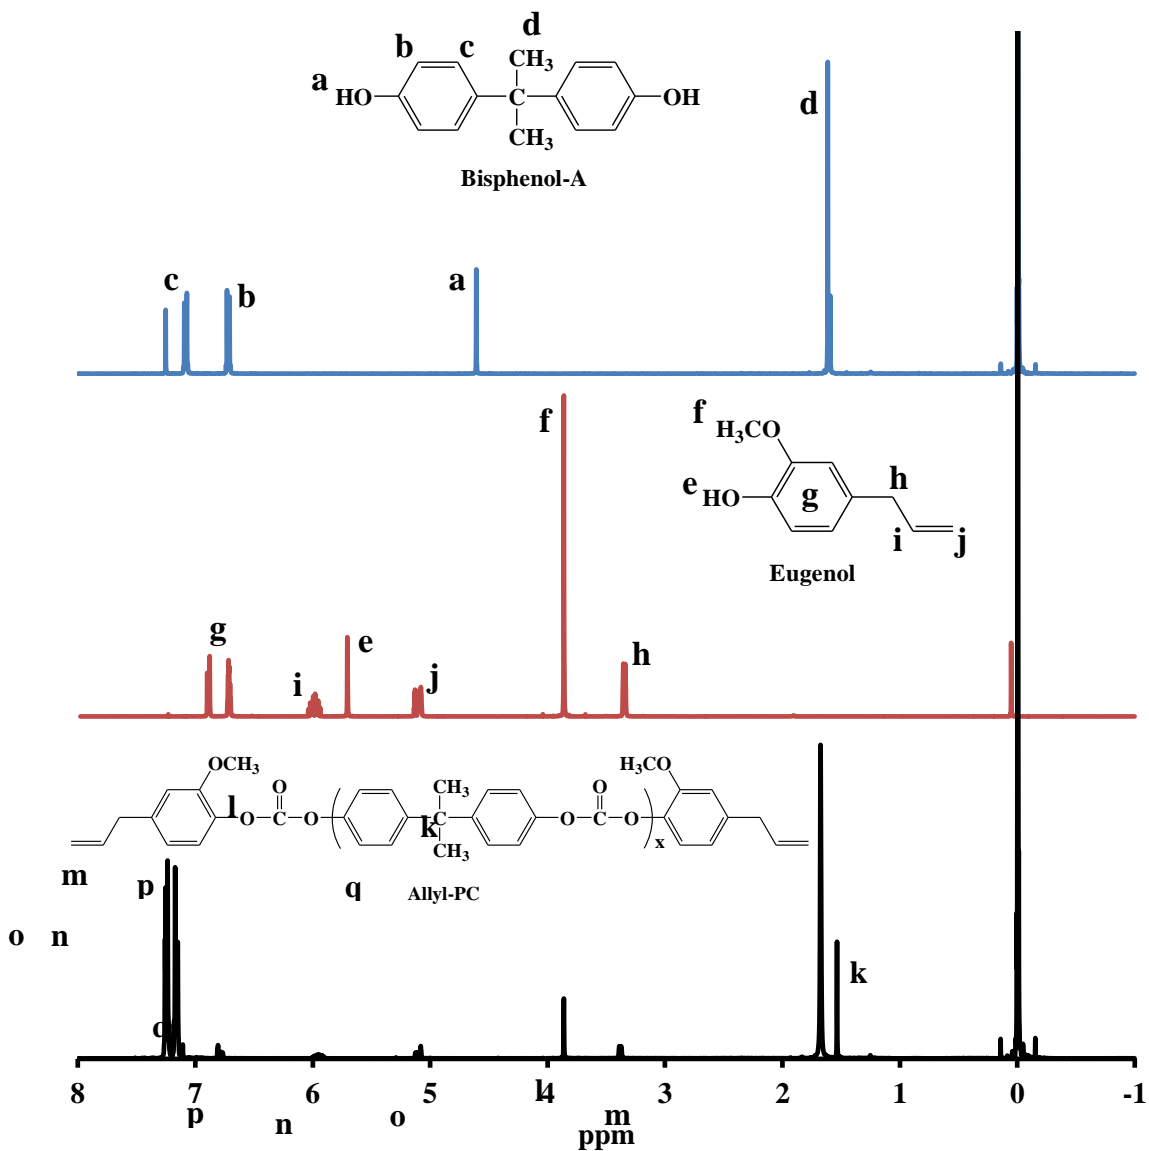 d
b c CH₃
a HO C OH
CH₃
Bisphenol-A
d
c b a
f
f H₃CO
e HO g h
i j
Eugenol
g e h
i j
OCH₃ CH₃ H₃CO
O O
l O C O k O C O
CH₃ x
m p q Allyl-PC
o n
k
8 7 6 5 4 3 2 1 0 -1
p n o l m
ppm